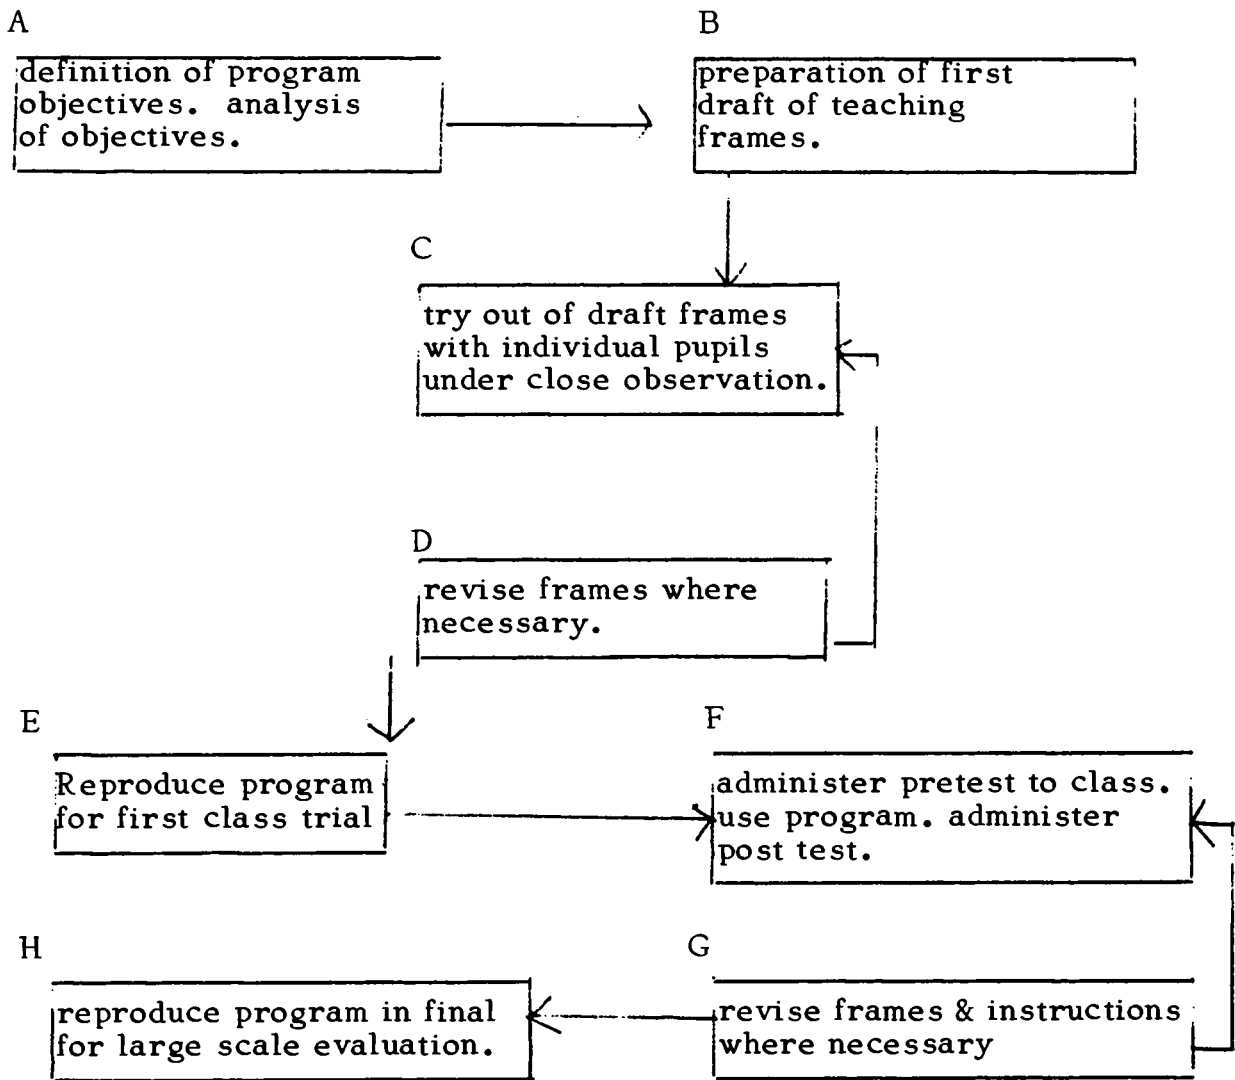 A
definition of program
objectives. analysis
of objectives.
B
preparation of first
draft of teaching
frames.
C
try out of draft frames
with individual pupils
under close observation.
D
revise frames where
necessary.
E
Reproduce program
for first class trial
F
administer pretest to class.
use program. administer
post test.
G
revise frames & instructions
where necessary
H
reproduce program in final
for large scale evaluation.